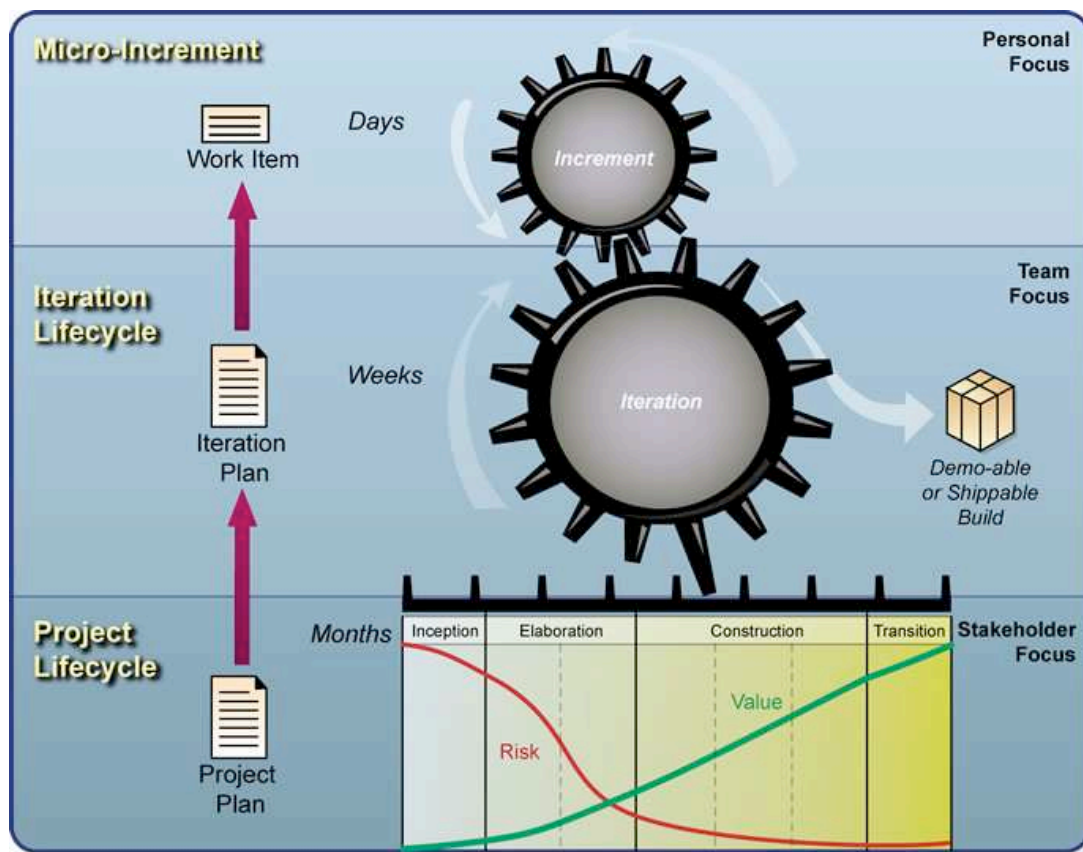 Micro-Increment
Personal
Focus
Work Item
Days
Increment
Iteration
Lifecycle
Team
Focus
Weeks
Iteration
Iteration
Plan
Demo-able
or Shippable
Build
Project
Lifecycle
Months
Inception
Elaboration
Construction
Transition
Stakeholder
Focus
Value
Risk
Project
Plan